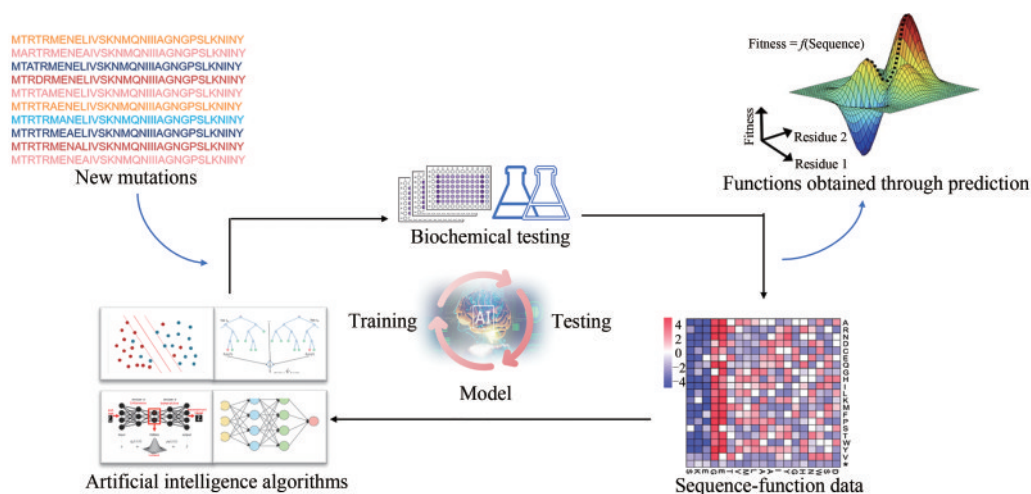 MTRTRMENELIVSKNMQNIIIAGNGPSLKNINY
MARTRMENEAIVSKNMQNIIIAGNGPSLKNINY
MTATRMENELIVSKNMQNIIIAGNGPSLKNINY
MTRDRMENELIVSKNMQNIIIAGNGPSLKNINY
MTRTAMENELIVSKNMQNIIIAGNGPSLKNINY
MTRTRAENELIVSKNMQNIIIAGNGPSLKNINY
MTRTRMANELIVSKNMQNIIIAGNGPSLKNINY
MTRTRMEAELIVSKNMQNIIIAGNGPSLKNINY
MTRTRMENALIVSKNMQNIIIAGNGPSLKNINY
MTRTRMENEAIVSKNMQNIIIAGNGPSLKNINY
New mutations
Fitness = f(Sequence)
Fitness
Residue 2
Residue 1
Functions obtained through prediction
Biochemical testing
Training
AI
Testing
Model
Artificial intelligence algorithms
4
2
0
−2
−4
A
R
N
D
C
E
Q
G
H
I
L
K
M
F
P
S
T
W
Y
V
*
S K E G E T V M L A A I Y G H N W S D
Sequence-function data